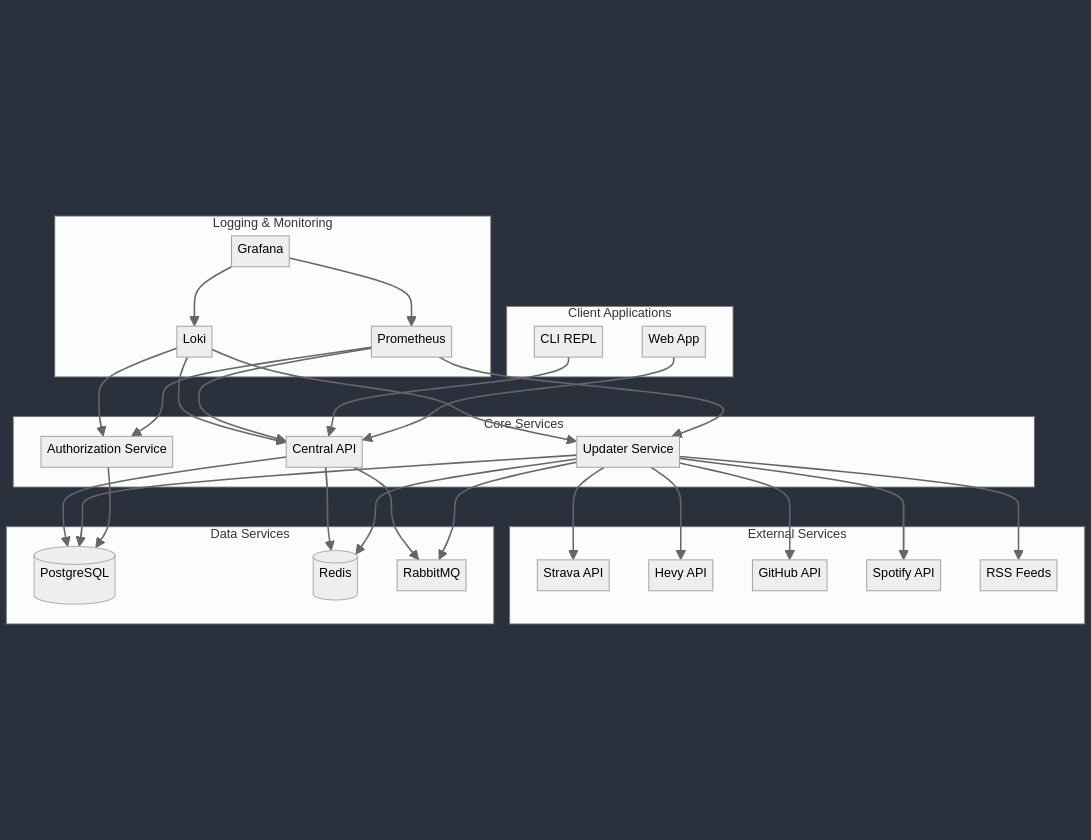 Logging & Monitoring
Grafana
Loki
Prometheus
Client Applications
CLI REPL
Web App
Core Services
Authorization Service
Central API
Updater Service
Data Services
PostgreSQL
Redis
RabbitMQ
External Services
Strava API
Hevy API
GitHub API
Spotify API
RSS Feeds